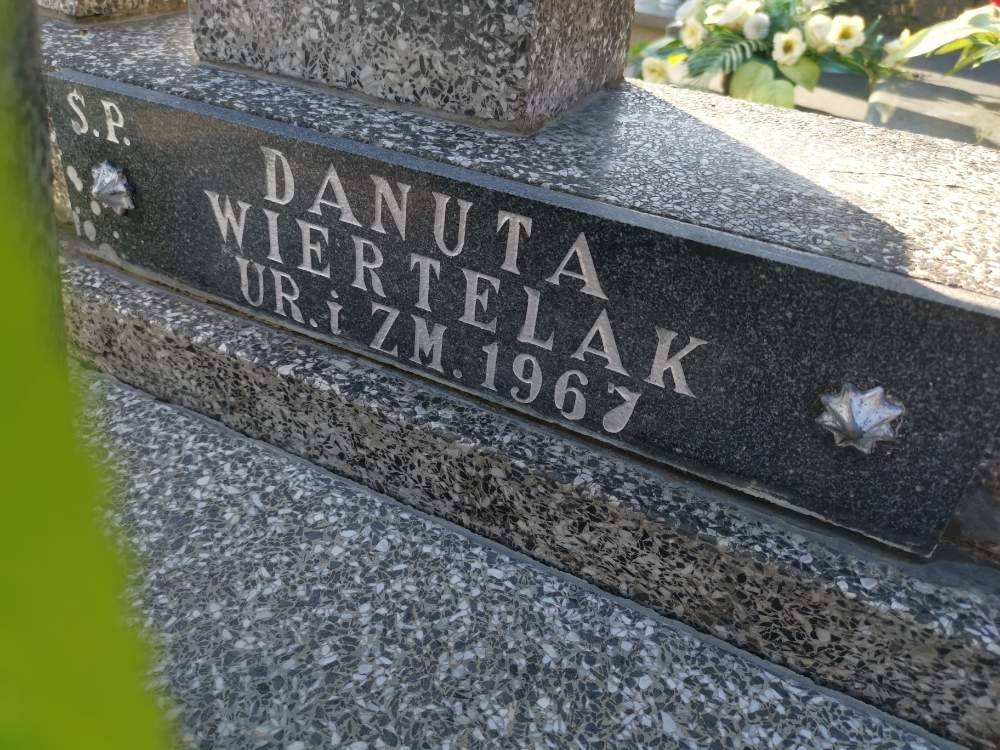 Ś.P.
DANUTA
WIERTELAK
UR. i ZM. 1967